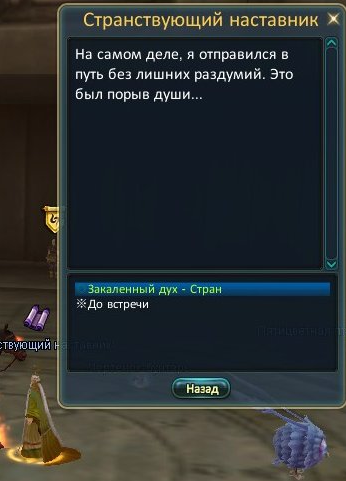 Странствующий наставник
На самом деле, я отправился в
путь без лишних раздумий. Это
был порыв души...
Закаленный дух - Стран
※До встречи
ствующий наставн
Назад